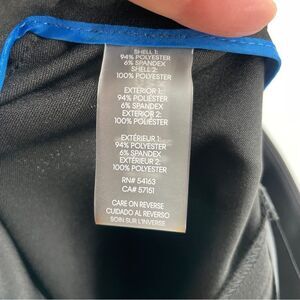 SHELL 1:
94% POLYESTER
6% SPANDEX
SHELL 2:
100% POLYESTER
EXTERIOR 1:
94% POLIÉSTER
6% SPANDEX
EXTERIOR 2:
100% POLIÉSTER
EXTÉRIEUR 1:
94% POLYESTER
6% SPANDEX
EXTÉRIEUR 2:
100% POLYESTER
RN# 54163
CA# 57151
CARE ON REVERSE
CUIDADO AL REVERSO
SOIN SUR L'INVERSE